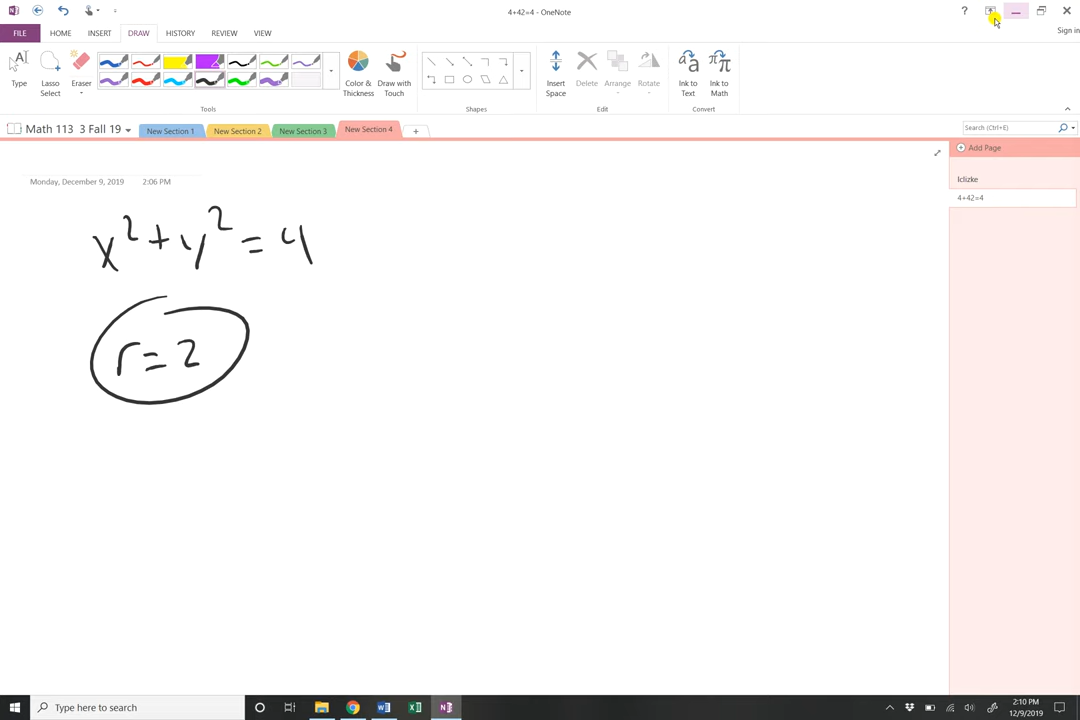 4+42=4 - OneNote
?
Sign in
FILE HOME INSERT DRAW HISTORY REVIEW VIEW
Type
Lasso Select
Eraser
Color & Thickness
Draw with Touch
Insert Space
Delete
Arrange
Rotate
Ink to Text
Ink to Math
Tools
Shapes
Edit
Convert
Math 113 3 Fall 19
New Section 1
New Section 2
New Section 3
New Section 4
+
Search (Ctrl+E)
Add Page
Iclizke
4+42=4
Monday, December 9, 2019 2:06 PM
x² + y² = 4
r = 2
Type here to search
2:10 PM
12/9/2019